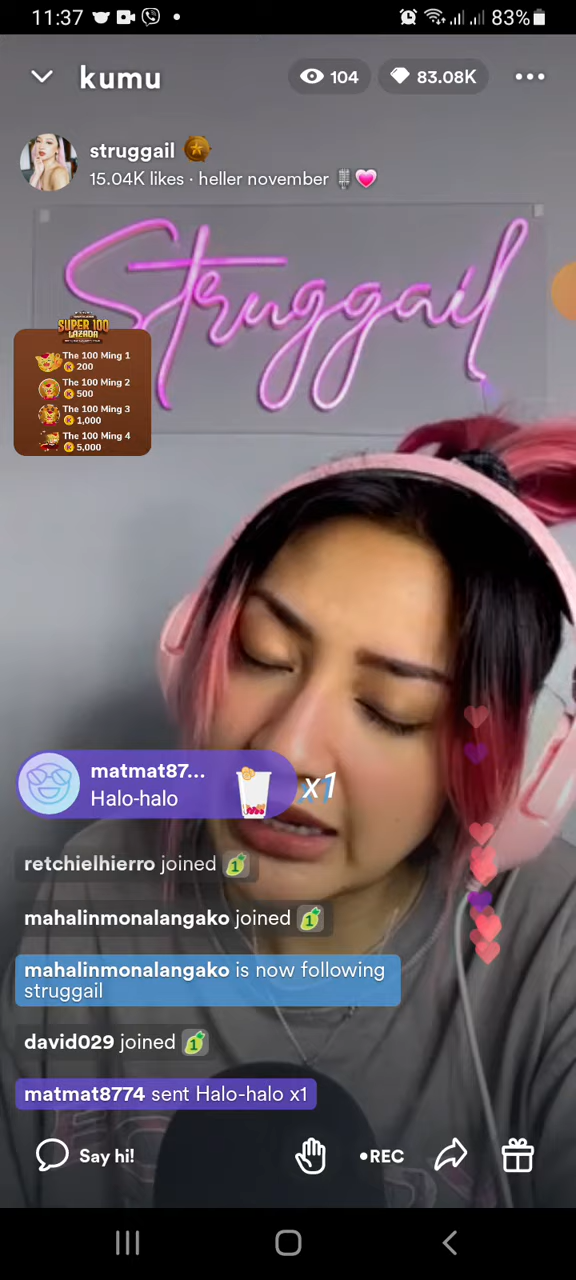 11:37
83%
kumu
104
83.08K
struggail
15.04K likes · heller november
Struggail
SUPER 100
LAZADA
The 100 Ming 1
200
The 100 Ming 2
500
The 100 Ming 3
1,000
The 100 Ming 4
5,000
matmat87...
Halo-halo
x1
retchielhierro joined 1
mahalinmonalangako joined 1
mahalinmonalangako is now following
struggail
david029 joined 1
matmat8774 sent Halo-halo x1
Say hi!
•REC